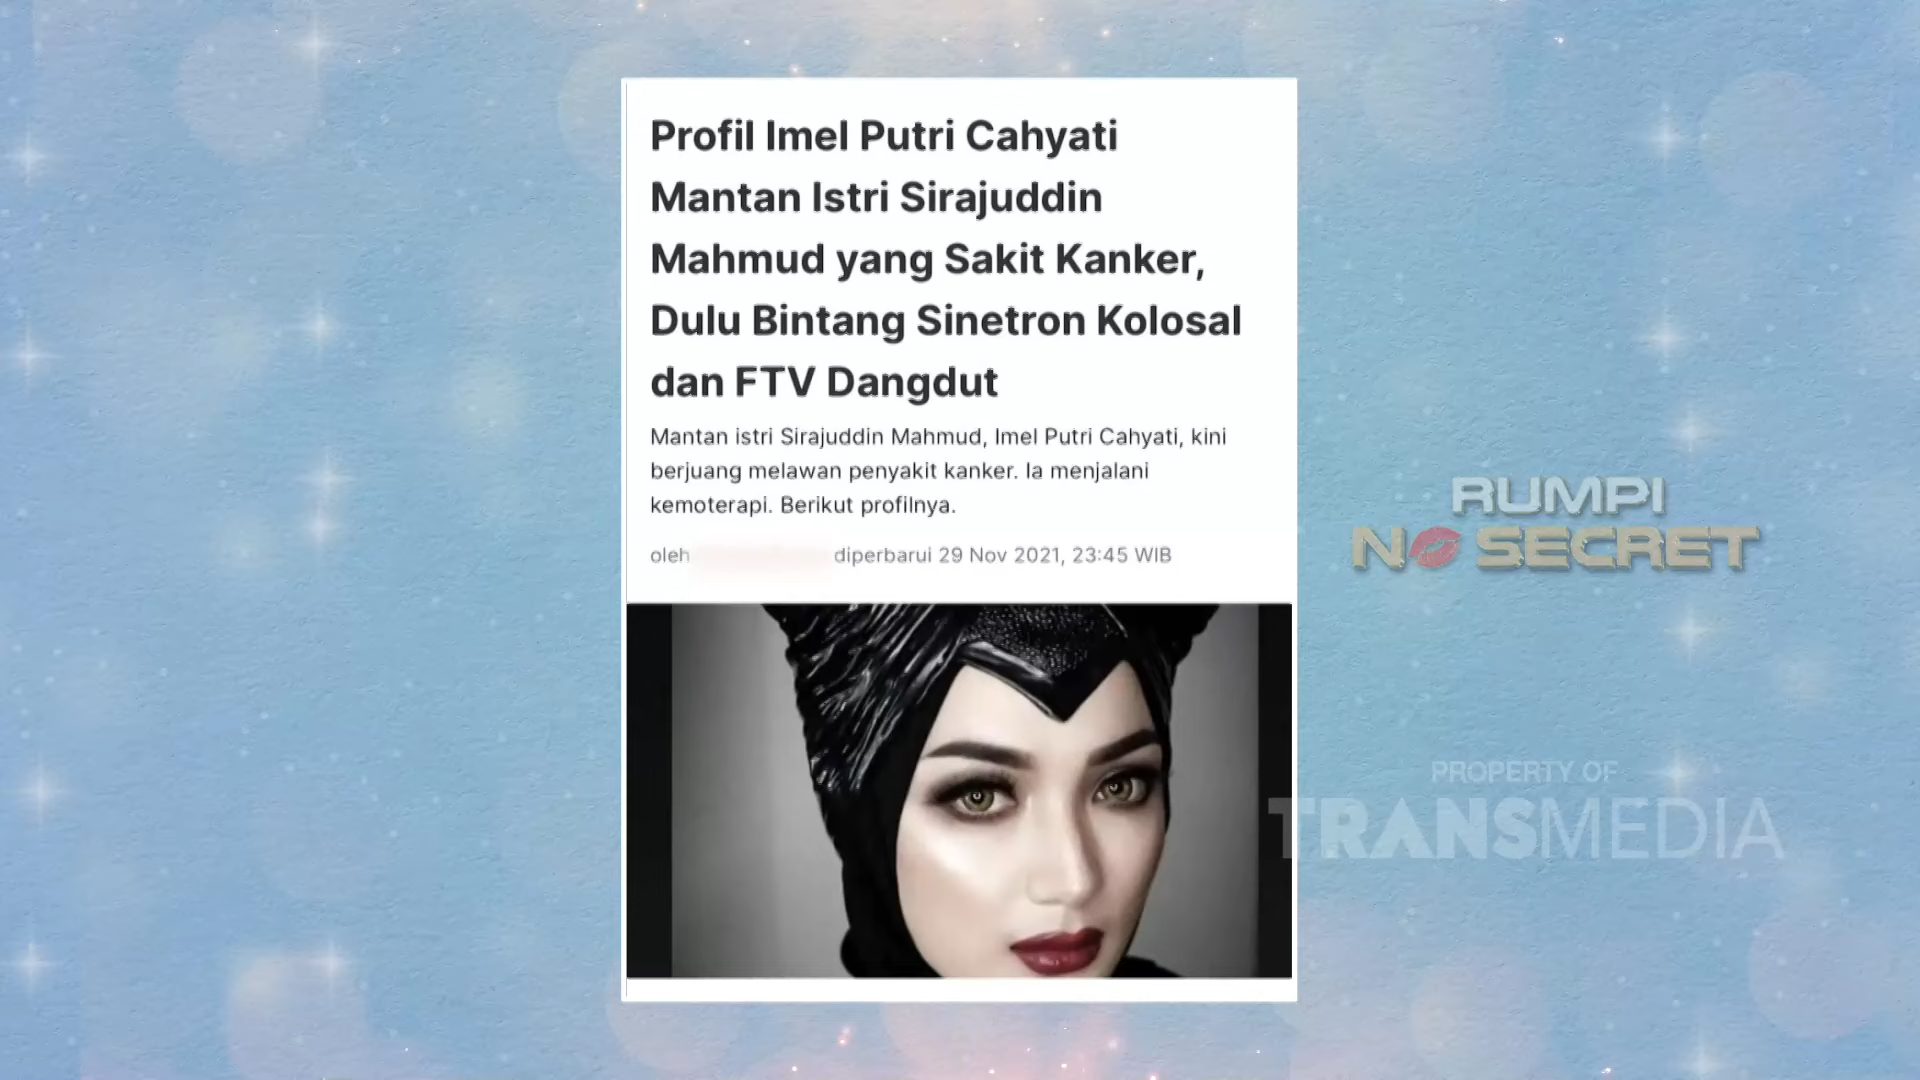 Profil Imel Putri Cahyati
Mantan Istri Sirajuddin
Mahmud yang Sakit Kanker,
Dulu Bintang Sinetron Kolosal
dan FTV Dangdut
Mantan istri Sirajuddin Mahmud, Imel Putri Cahyati, kini
berjuang melawan penyakit kanker. Ia menjalani
kemoterapi. Berikut profilnya.
oleh diperbarui 29 Nov 2021, 23:45 WIB
RUMPI
NO SECRET
PROPERTY OF
TRANSMEDIA